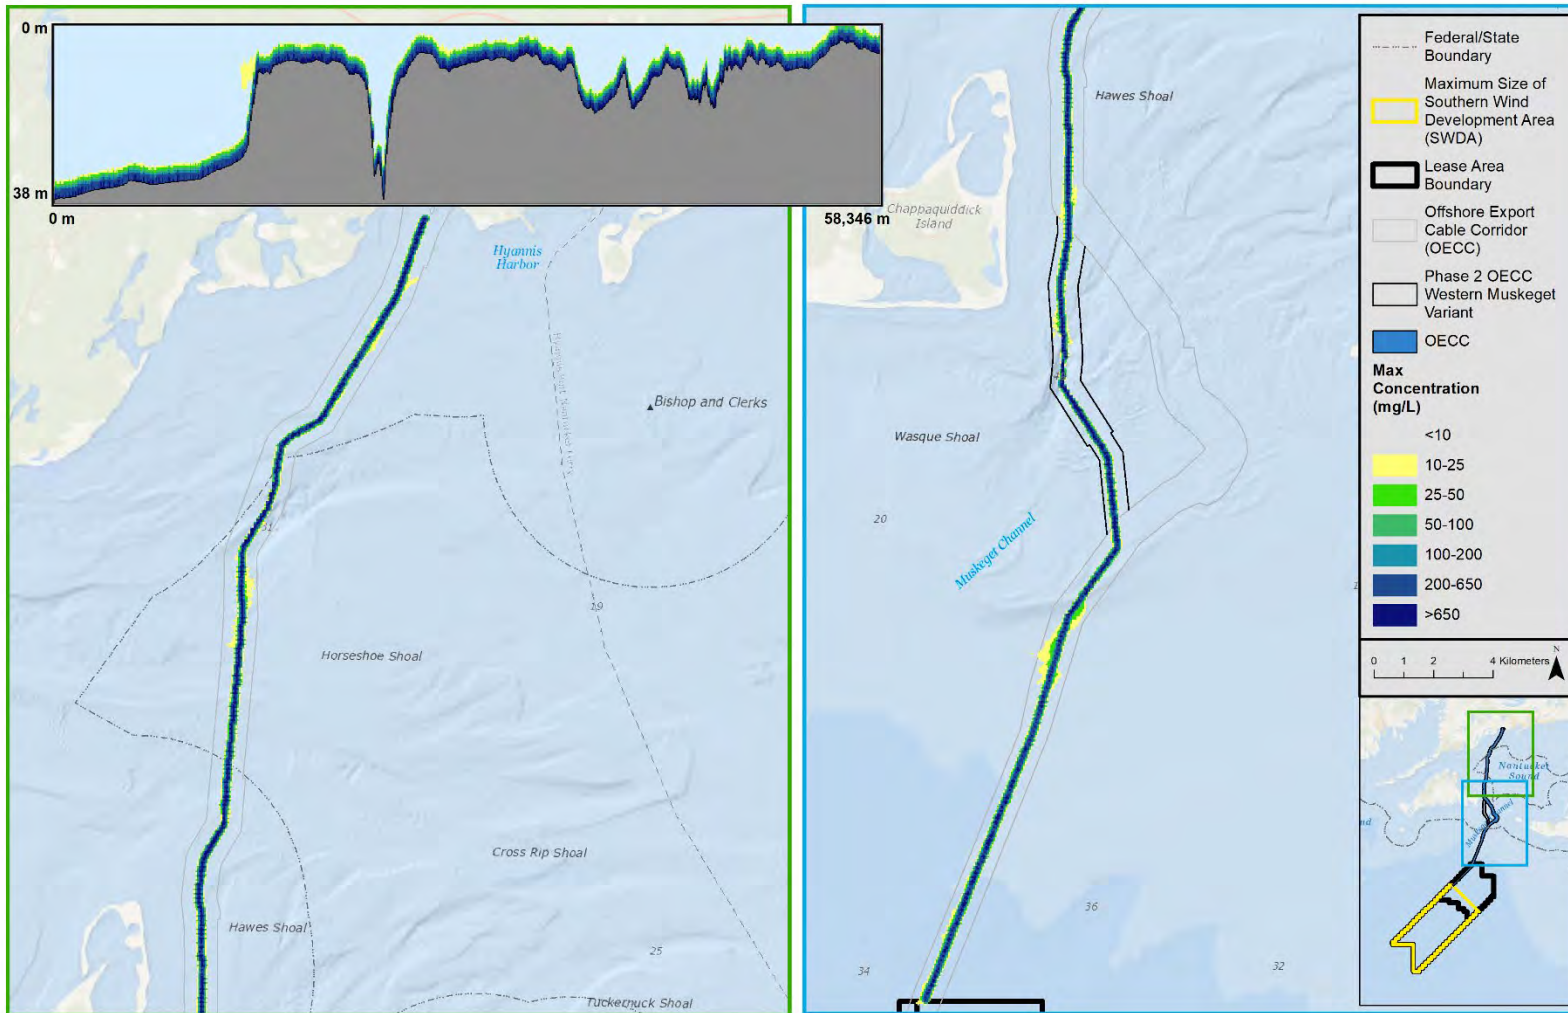 0 m
38 m
0 m
58,346 m
Hyannis
Harbor
Bishop and Clerks
31
19
Horseshoe Shoal
Cross Rip Shoal
Hawes Shoal
25
Tuckernuck Shoal
Hawes Shoal
Chappaquiddick
Island
Wasque Shoal
20
Muskeget Channel
36
34
32
Federal/State
Boundary
Maximum Size of
Southern Wind
Development Area
(SWDA)
Lease Area
Boundary
Offshore Export
Cable Corridor
(OECC)
Phase 2 OECC
Western Muskeget
Variant
OECC
Max
Concentration
(mg/L)
<10
10-25
25-50
50-100
100-200
200-650
>650
N
0 1 2 4 Kilometers
Nantucket
Sound